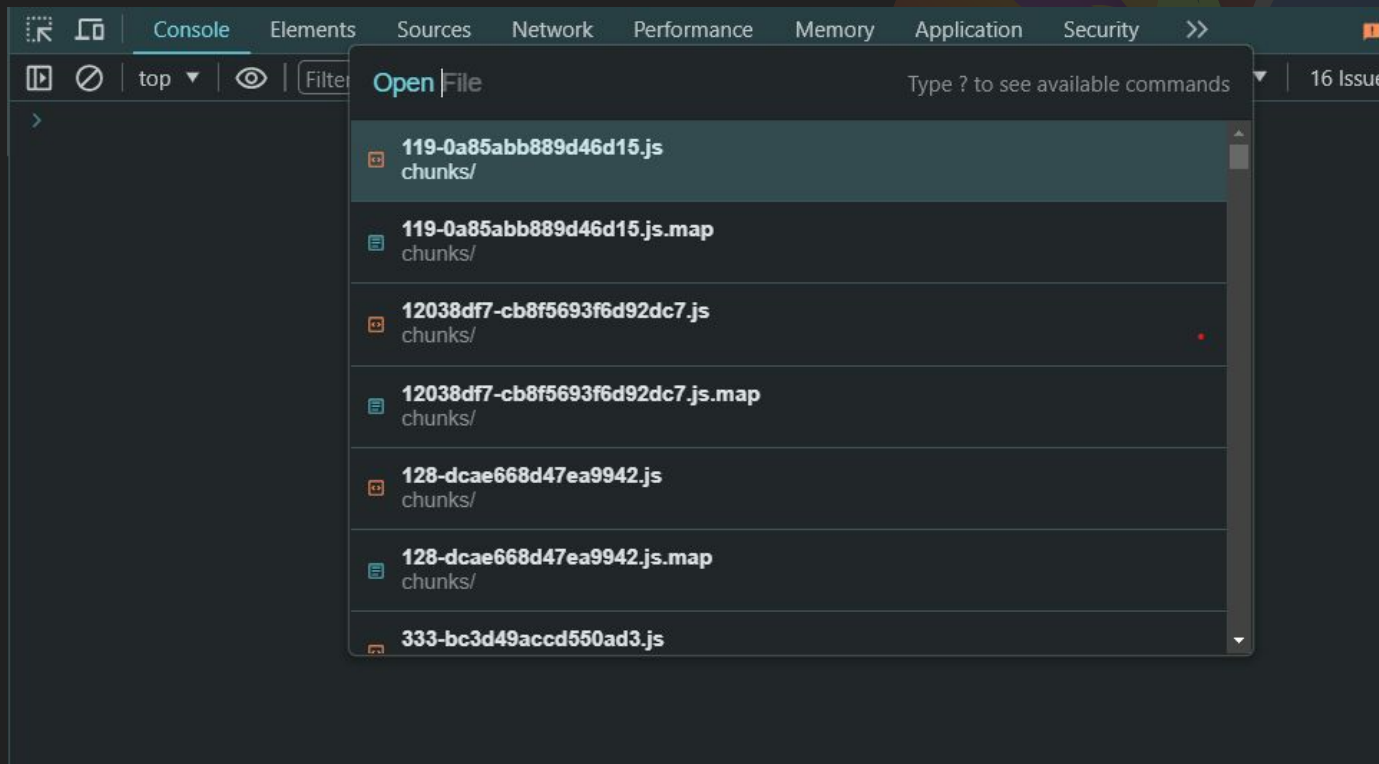 Console Elements Sources Network Performance Memory Application Security
top Filter 16 Issue
Open File Type ? to see available commands
119-0a85abb889d46d15.js
chunks/
119-0a85abb889d46d15.js.map
chunks/
12038df7-cb8f5693f6d92dc7.js
chunks/
12038df7-cb8f5693f6d92dc7.js.map
chunks/
128-dcae668d47ea9942.js
chunks/
128-dcae668d47ea9942.js.map
chunks/
333-bc3d49accd550ad3.js